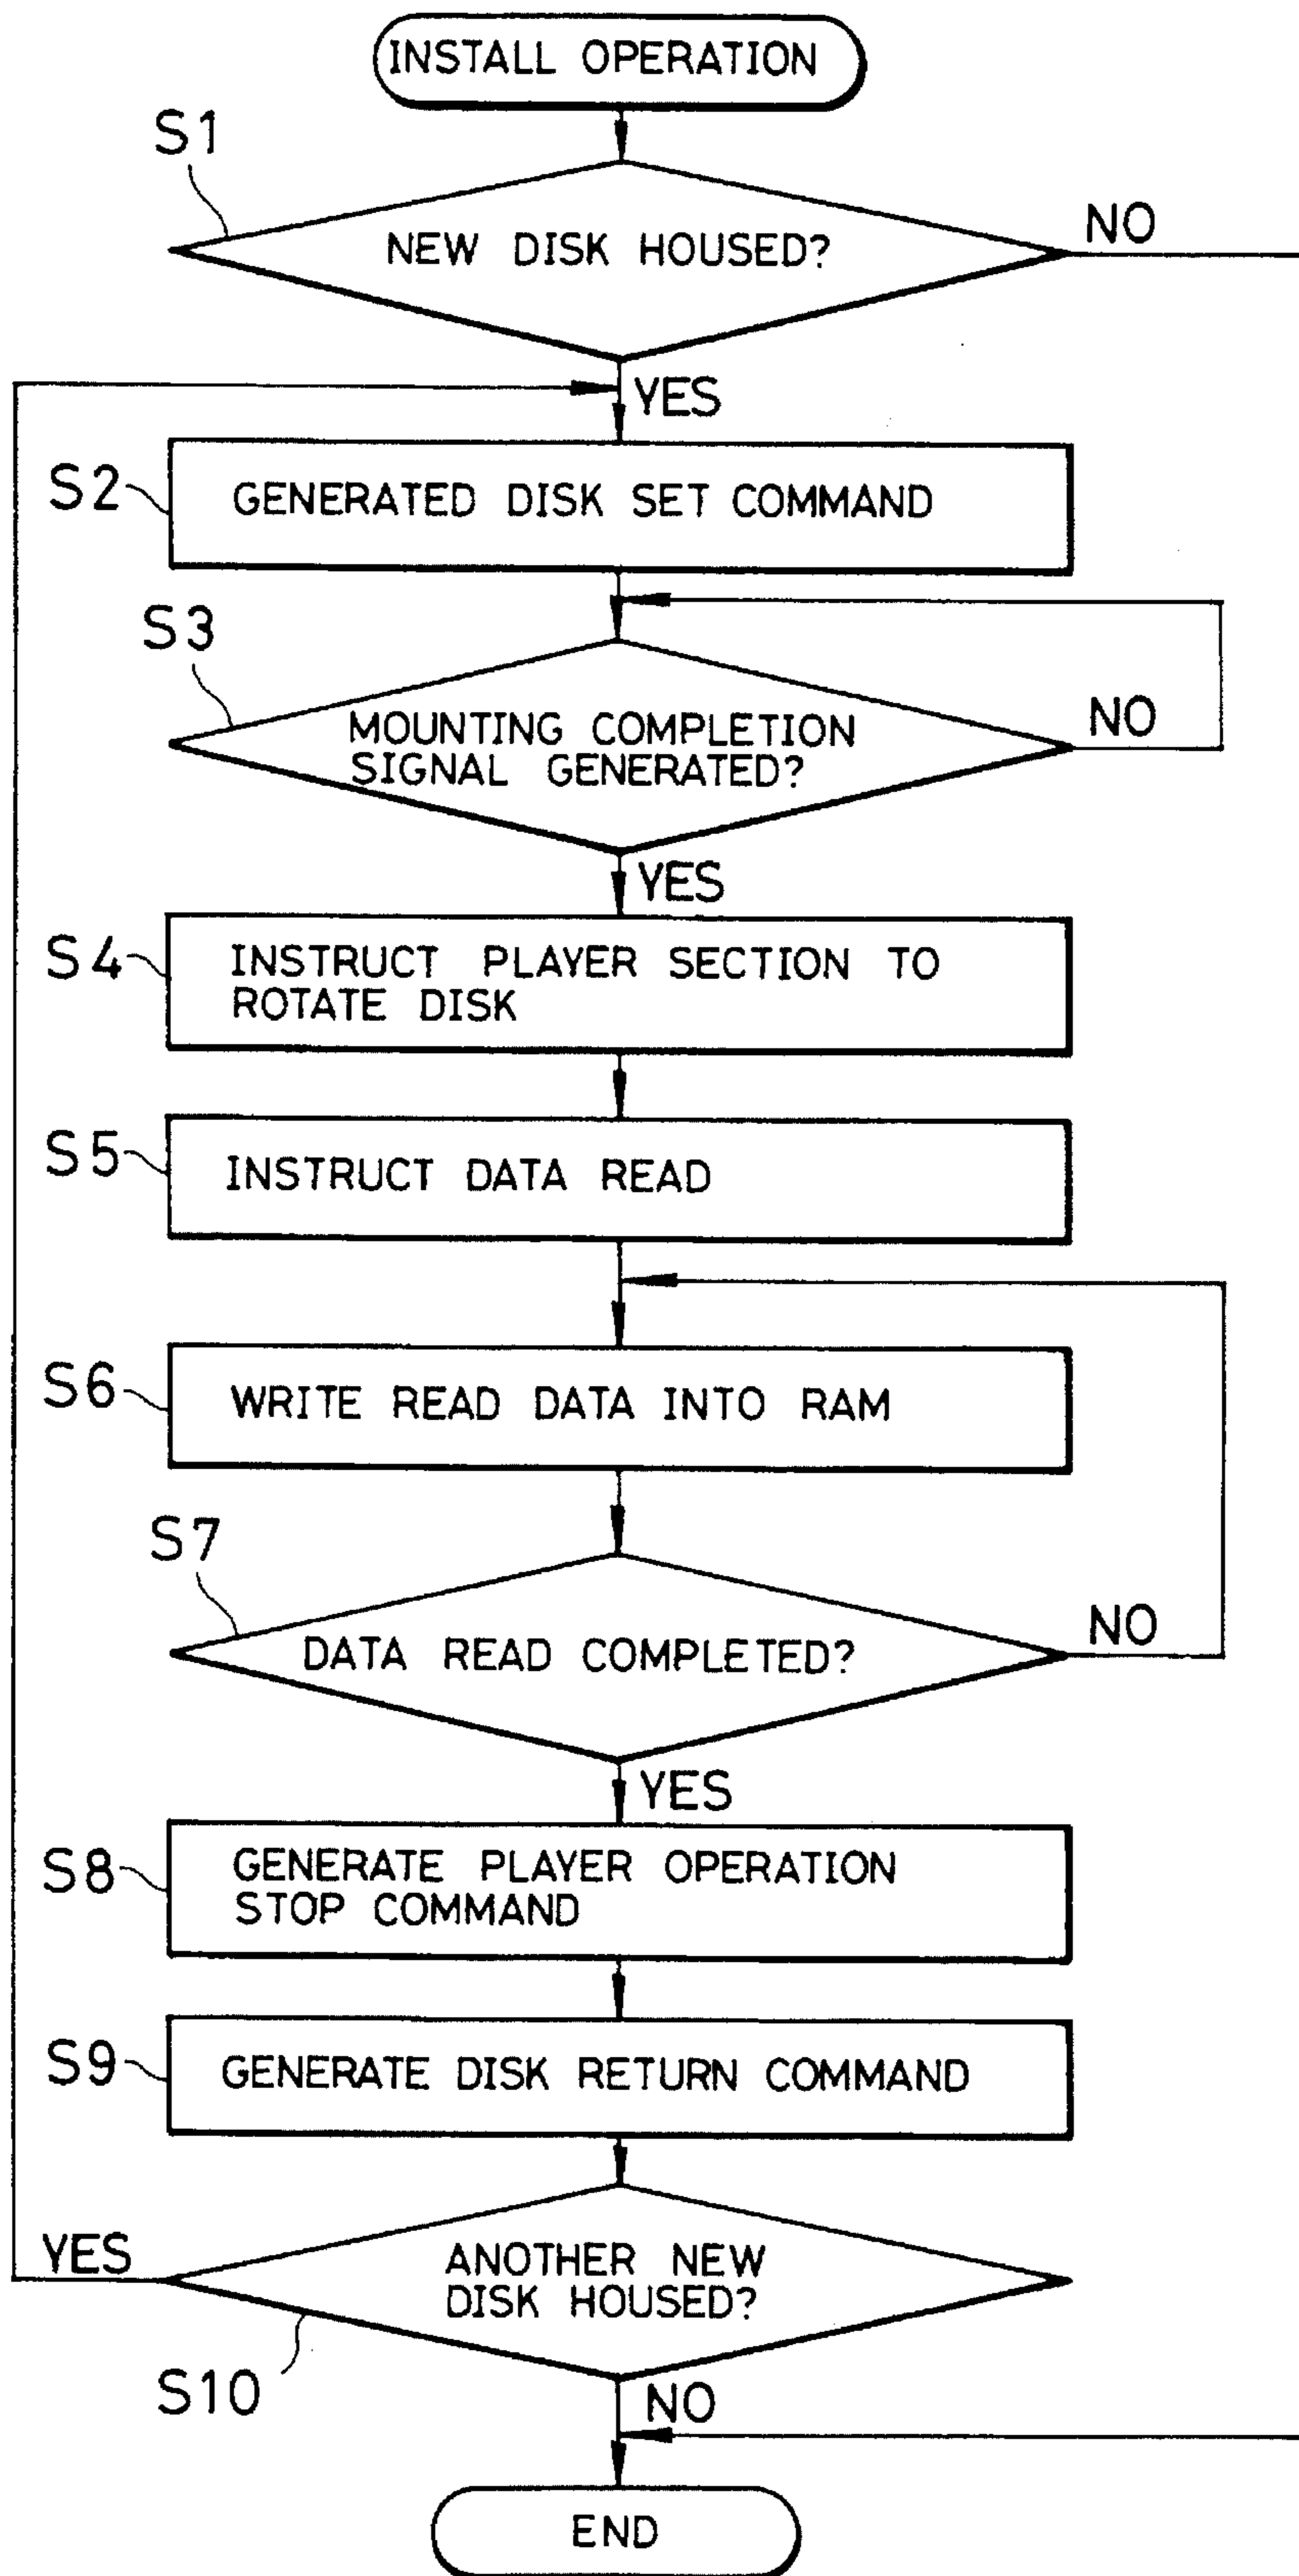 INSTALL OPERATION
S1
NEW DISK HOUSED?
NO
YES
S2
GENERATED DISK SET COMMAND
S3
MOUNTING COMPLETION
SIGNAL GENERATED?
NO
YES
S4
INSTRUCT PLAYER SECTION TO
ROTATE DISK
S5
INSTRUCT DATA READ
S6
WRITE READ DATA INTO RAM
S7
DATA READ COMPLETED?
NO
YES
S8
GENERATE PLAYER OPERATION
STOP COMMAND
S9
GENERATE DISK RETURN COMMAND
YES
ANOTHER NEW
DISK HOUSED?
S10
NO
END